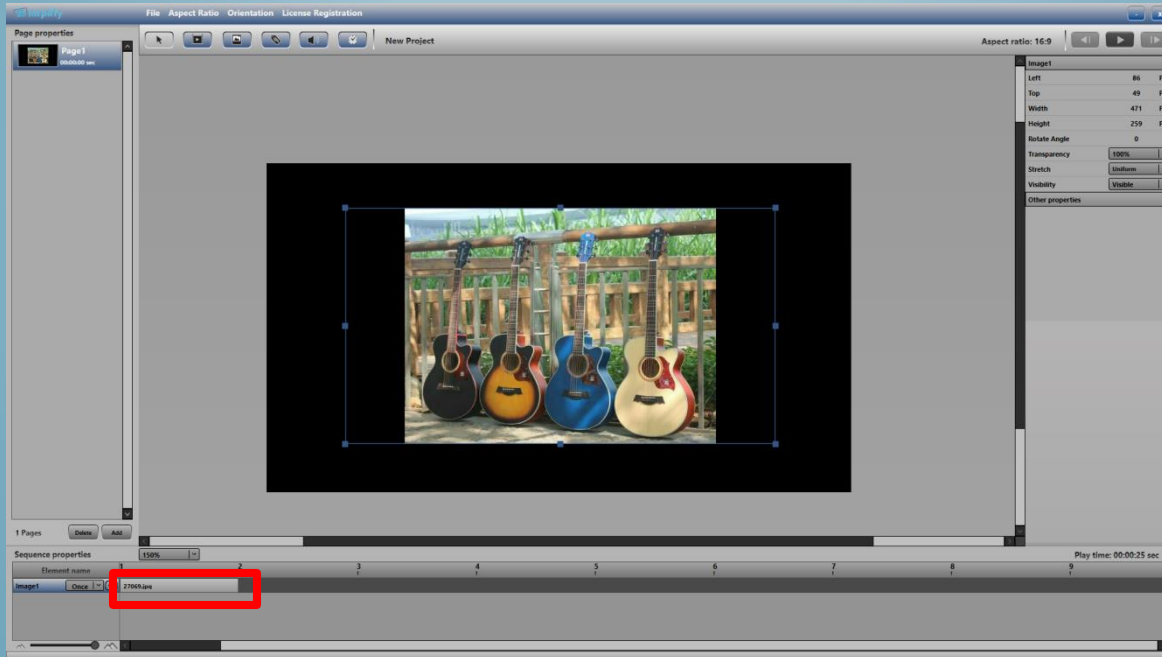 File Aspect Ratio Orientation License Registration
Page properties
New Project
Aspect ratio: 16:9
Page1
00:00:00 sec
Image1
Left 86
Top 49
Width 471
Height 259
Rotate Angle 0
Transparency 100%
Stretch Uniform
Visibility Visible
Other properties
1 Pages Delete Add
Sequence properties 150% Play time: 00:00:25 sec
Element name 1 2 3 4 5 6 7 8 9
Image1 Once 27069.jpg